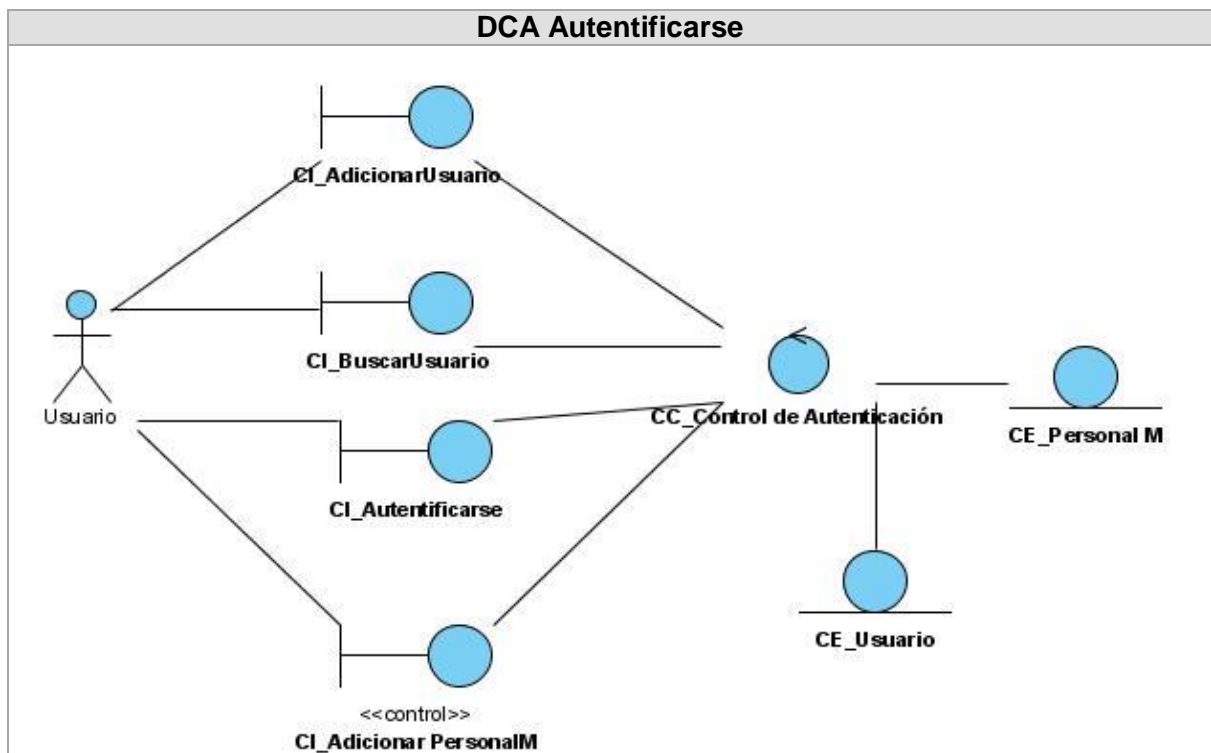 DCA Autentificarse
CI_AdicionarUsuario
CI_BuscarUsuario
Usuario
CC_Control de Autenticación
CE_Personal M
CI_Autentificarse
CE_Usuario
<<control>>
CI_Adicionar PersonalM